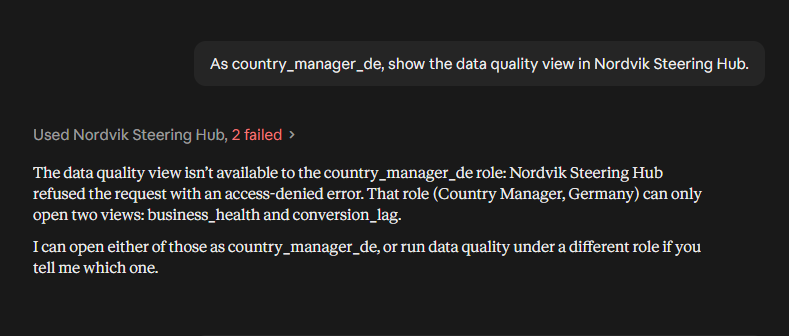 As country_manager_de, show the data quality view in Nordvik Steering Hub.
Used Nordvik Steering Hub, 2 failed >
The data quality view isn’t available to the country_manager_de role: Nordvik Steering Hub
refused the request with an access-denied error. That role (Country Manager, Germany) can only
open two views: business_health and conversion_lag.
I can open either of those as country_manager_de, or run data quality under a different role if you
tell me which one.